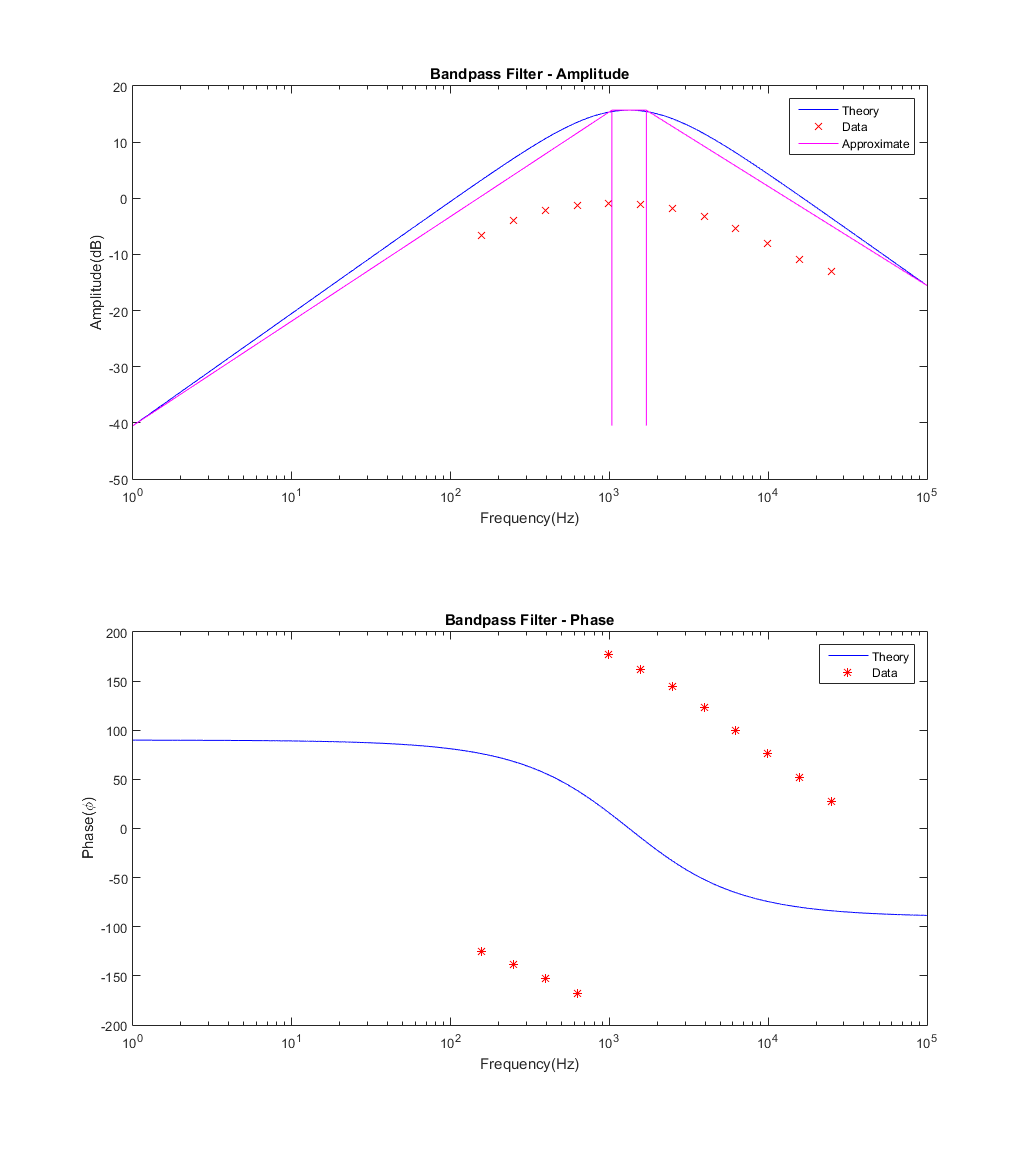 Bandpass Filter - Amplitude
20
10
0
-10
-20
-30
-40
-50
Amplitude(dB)
Theory
Data
Approximate
10^0
10^1
10^2
10^3
10^4
10^5
Frequency(Hz)
Bandpass Filter - Phase
200
150
100
50
0
-50
-100
-150
-200
Phase(ϕ)
Theory
Data
10^0
10^1
10^2
10^3
10^4
10^5
Frequency(Hz)